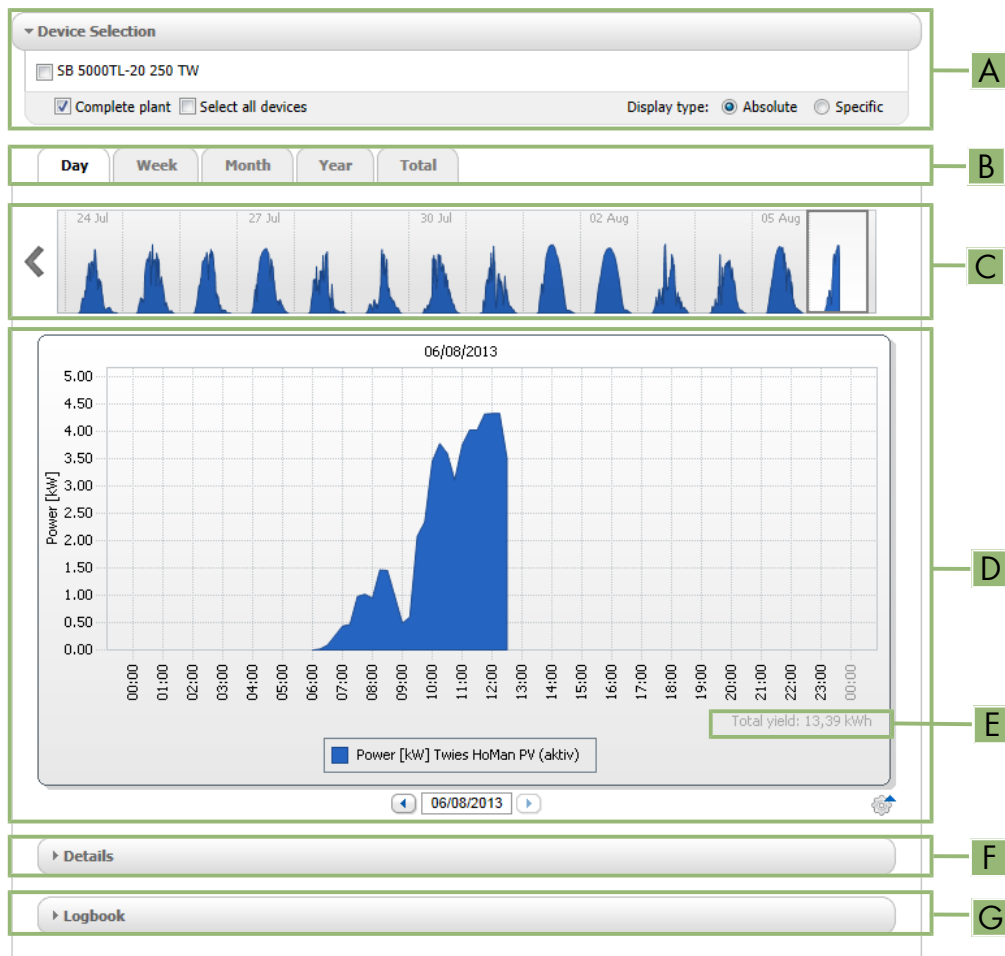 Device Selection
SB 5000TL-20 250 TW
Complete plant Select all devices Display type: Absolute Specific
A
Day Week Month Year Total
B
24 Jul 27 Jul 30 Jul 02 Aug 05 Aug
C
06/08/2013
5.00
4.50
4.00
3.50
3.00
2.50
2.00
1.50
1.00
0.50
0.00
Power [kW]
00:00 01:00 02:00 03:00 04:00 05:00 06:00 07:00 08:00 09:00 10:00 11:00 12:00 13:00 14:00 15:00 16:00 17:00 18:00 19:00 20:00 21:00 22:00 23:00 00:00
D
Total yield: 13,39 kWh
E
Power [kW] Twies HoMan PV (aktiv)
06/08/2013
Details
F
Logbook
G